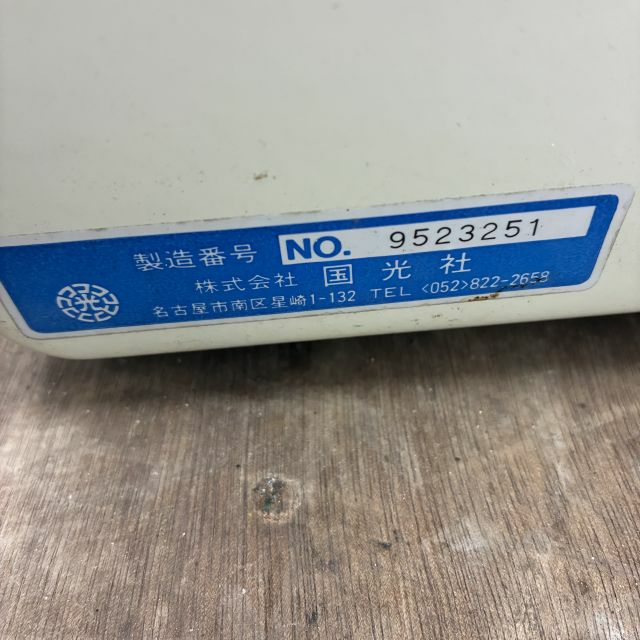 製造番号 NO. 9523251
株式会社 国光社
名古屋市南区星崎1-132 TEL〈052〉822-2658